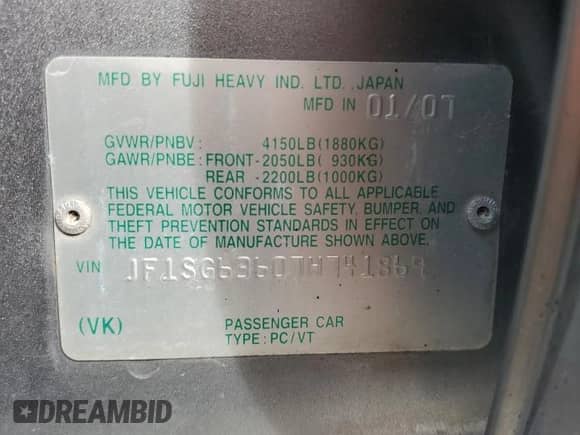 MFD BY FUJI HEAVY IND. LTD. JAPAN
MFD IN 01/07
GVWR/PNBV: 4150LB(1880KG)
GAWR/PNBE: FRONT-2050LB( 930KG)
REAR -2200LB(1000KG)
THIS VEHICLE CONFORMS TO ALL APPLICABLE
FEDERAL MOTOR VEHICLE SAFETY, BUMPER, AND
THEFT PREVENTION STANDARDS IN EFFECT ON
THE DATE OF MANUFACTURE SHOWN ABOVE.
VIN JF1SG63607H741869
(VK) PASSENGER CAR
TYPE: PC/VT
DREAMBID